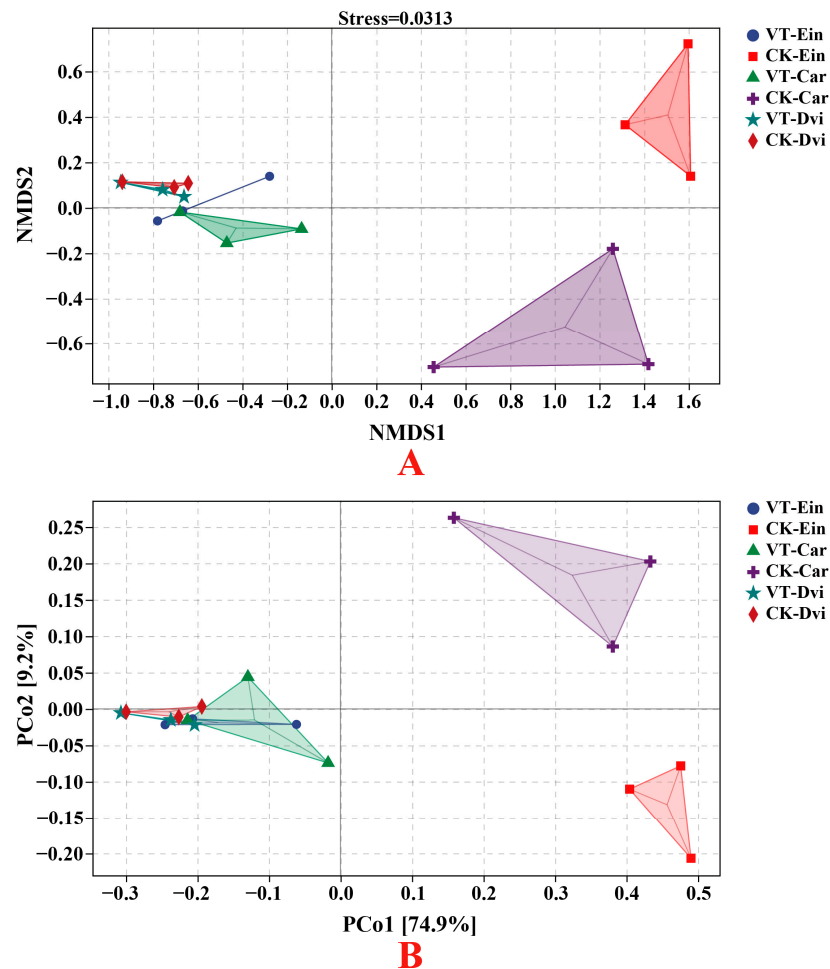 Stress=0.0313
VT-Ein
CK-Ein
VT-Car
CK-Car
VT-Dvi
CK-Dvi
0.6
0.4
0.2
0.0
−0.2
−0.4
−0.6
NMDS2
−1.0 −0.8 −0.6 −0.4 −0.2 0.0 0.2 0.4 0.6 0.8 1.0 1.2 1.4 1.6
NMDS1
A
VT-Ein
CK-Ein
VT-Car
CK-Car
VT-Dvi
CK-Dvi
0.25
0.20
0.15
0.10
0.05
0.00
−0.05
−0.10
−0.15
−0.20
PCo2 [9.2%]
−0.3 −0.2 −0.1 0.0 0.1 0.2 0.3 0.4 0.5
PCo1 [74.9%]
B